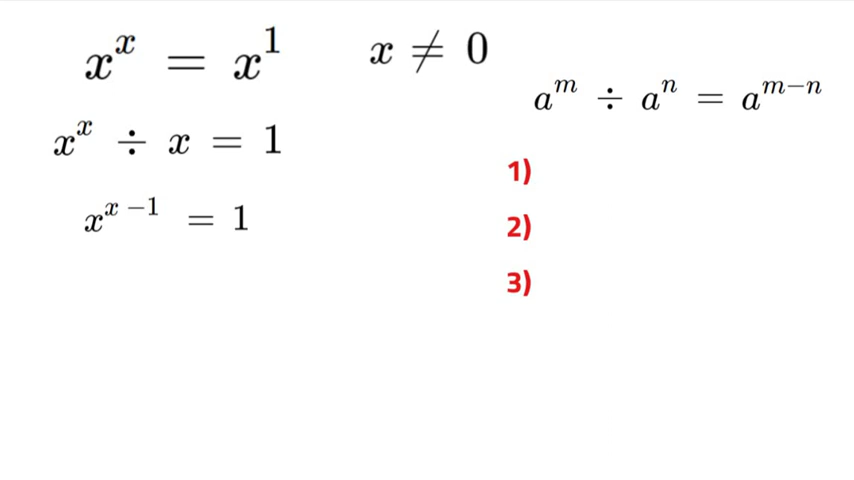 x^x = x^1   x ≠ 0
a^m ÷ a^n = a^{m−n}
x^x ÷ x = 1
1)
x^{x −1} = 1
2)
3)